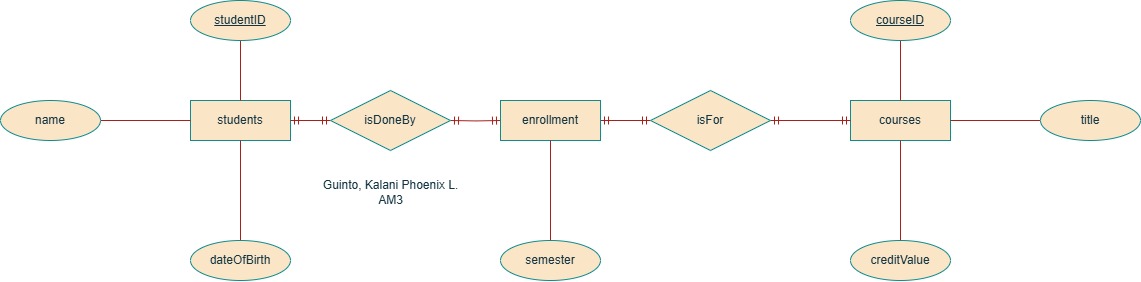 studentID
courseID
name
students
isDoneBy
enrollment
isFor
courses
title
Guinto, Kalani Phoenix L.
AM3
dateOfBirth
semester
creditValue